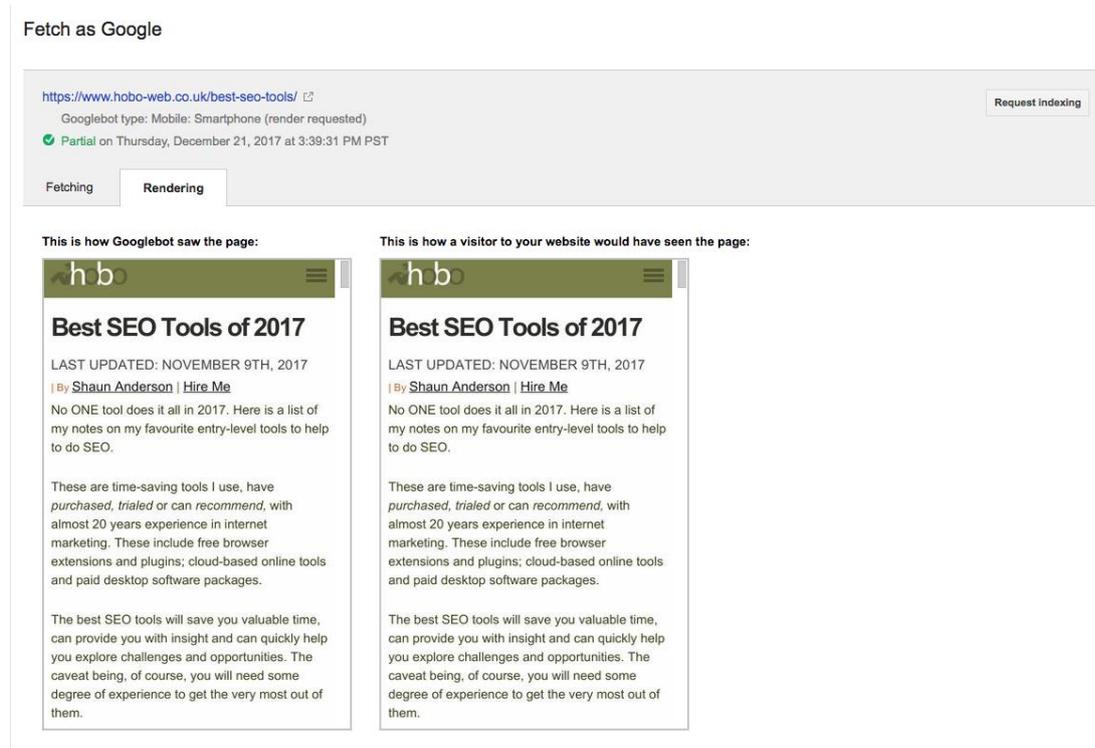 Fetch as Google
https://www.hobo-web.co.uk/best-seo-tools/
Request indexing
Googlebot type: Mobile: Smartphone (render requested)
Partial on Thursday, December 21, 2017 at 3:39:31 PM PST
Fetching
Rendering
This is how Googlebot saw the page:
hobo
Best SEO Tools of 2017
LAST UPDATED: NOVEMBER 9TH, 2017
| By Shaun Anderson | Hire Me
No ONE tool does it all in 2017. Here is a list of
my notes on my favourite entry-level tools to help
to do SEO.
These are time-saving tools I use, have
purchased, trialed or can recommend, with
almost 20 years experience in internet
marketing. These include free browser
extensions and plugins; cloud-based online tools
and paid desktop software packages.
The best SEO tools will save you valuable time,
can provide you with insight and can quickly help
you explore challenges and opportunities. The
caveat being, of course, you will need some
degree of experience to get the very most out of
them.
This is how a visitor to your website would have seen the page:
hobo
Best SEO Tools of 2017
LAST UPDATED: NOVEMBER 9TH, 2017
| By Shaun Anderson | Hire Me
No ONE tool does it all in 2017. Here is a list of
my notes on my favourite entry-level tools to help
to do SEO.
These are time-saving tools I use, have
purchased, trialed or can recommend, with
almost 20 years experience in internet
marketing. These include free browser
extensions and plugins; cloud-based online tools
and paid desktop software packages.
The best SEO tools will save you valuable time,
can provide you with insight and can quickly help
you explore challenges and opportunities. The
caveat being, of course, you will need some
degree of experience to get the very most out of
them.